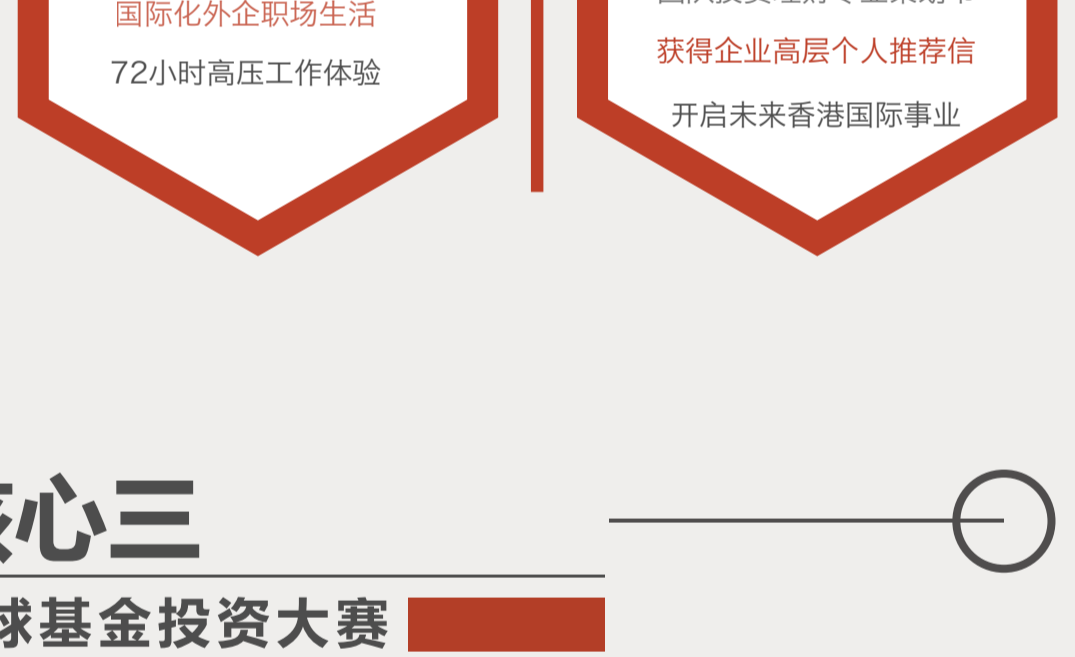 国际化外企职场生活
72小时高压工作体验
获得企业高层个人推荐信
开启未来香港国际事业
核心三
球基金投资大赛